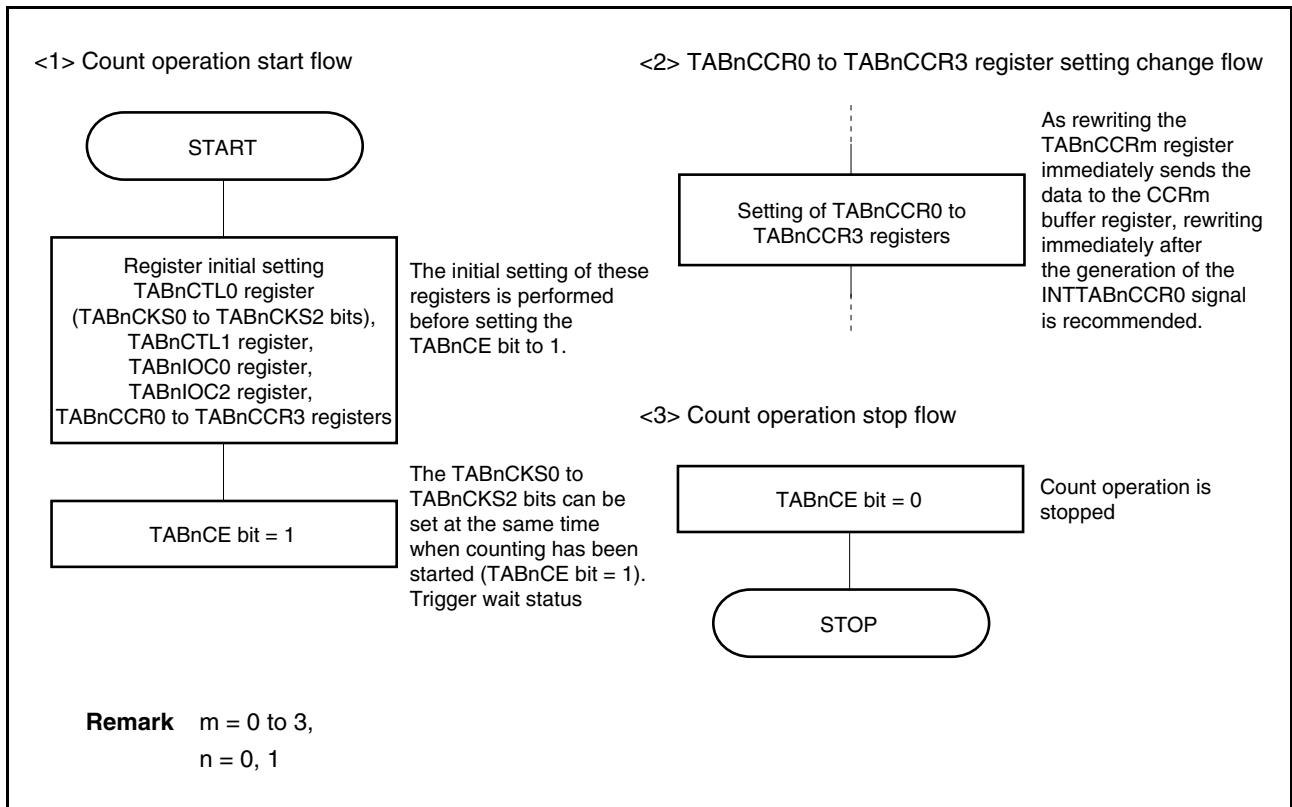 <1> Count operation start flow
START
Register initial setting
TABnCTL0 register
(TABnCKS0 to TABnCKS2 bits),
TABnCTL1 register,
TABnIOC0 register,
TABnIOC2 register,
TABnCCR0 to TABnCCR3 registers
The initial setting of these
registers is performed
before setting the
TABnCE bit to 1.
TABnCE bit = 1
The TABnCKS0 to
TABnCKS2 bits can be
set at the same time
when counting has been
started (TABnCE bit = 1).
Trigger wait status
<2> TABnCCR0 to TABnCCR3 register setting change flow
Setting of TABnCCR0 to
TABnCCR3 registers
As rewriting the
TABnCCRm register
immediately sends the
data to the CCRm
buffer register, rewriting
immediately after
the generation of the
INTTABnCCR0 signal
is recommended.
<3> Count operation stop flow
TABnCE bit = 0
Count operation is
stopped
STOP
Remark m = 0 to 3,
n = 0, 1